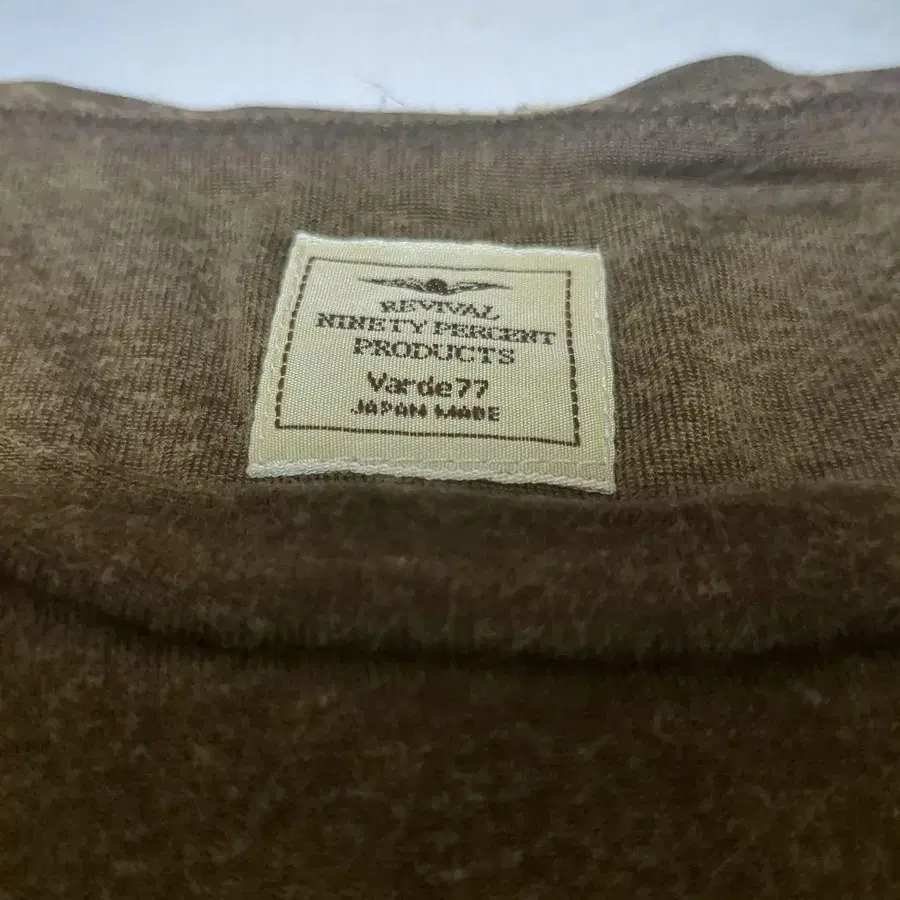 REVIVAL
NINETY PERCENT
PRODUCTS
Varde77
JAPAN MADE